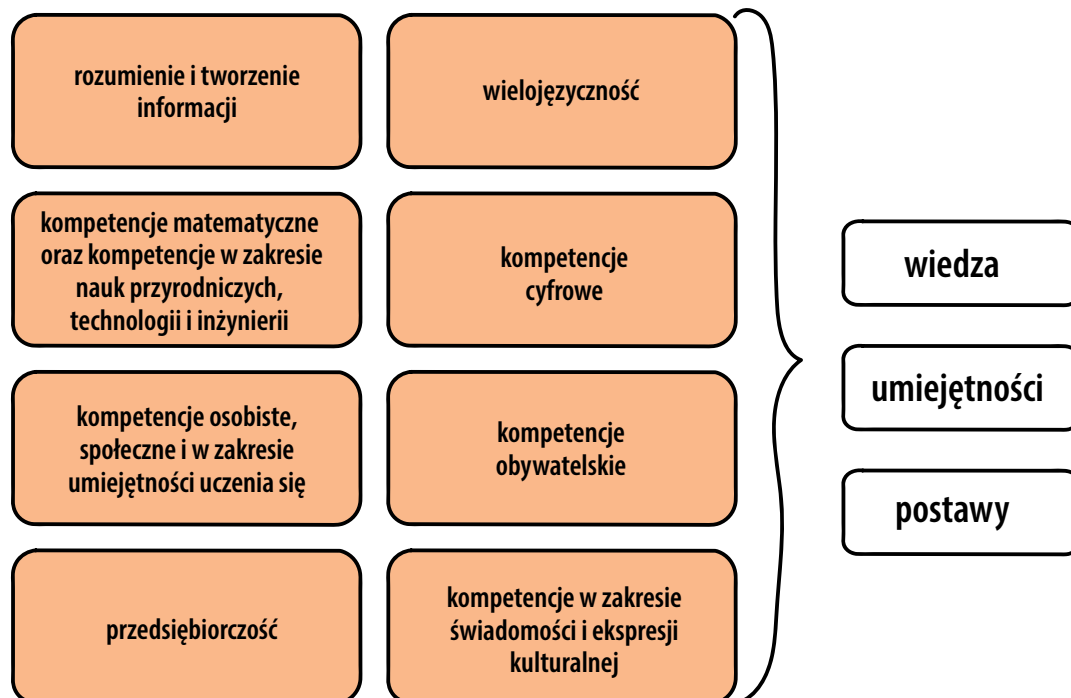 rozumienie i tworzenie
informacji
wielojęzyczność
kompetencje matematyczne
oraz kompetencje w zakresie
nauk przyrodniczych,
technologii i inżynierii
kompetencje
cyfrowe
kompetencje osobiste,
społeczne i w zakresie
umiejętności uczenia się
kompetencje
obywatelskie
przedsiębiorczość
kompetencje w zakresie
świadomości i ekspresji
kulturalnej
wiedza
umiejętności
postawy